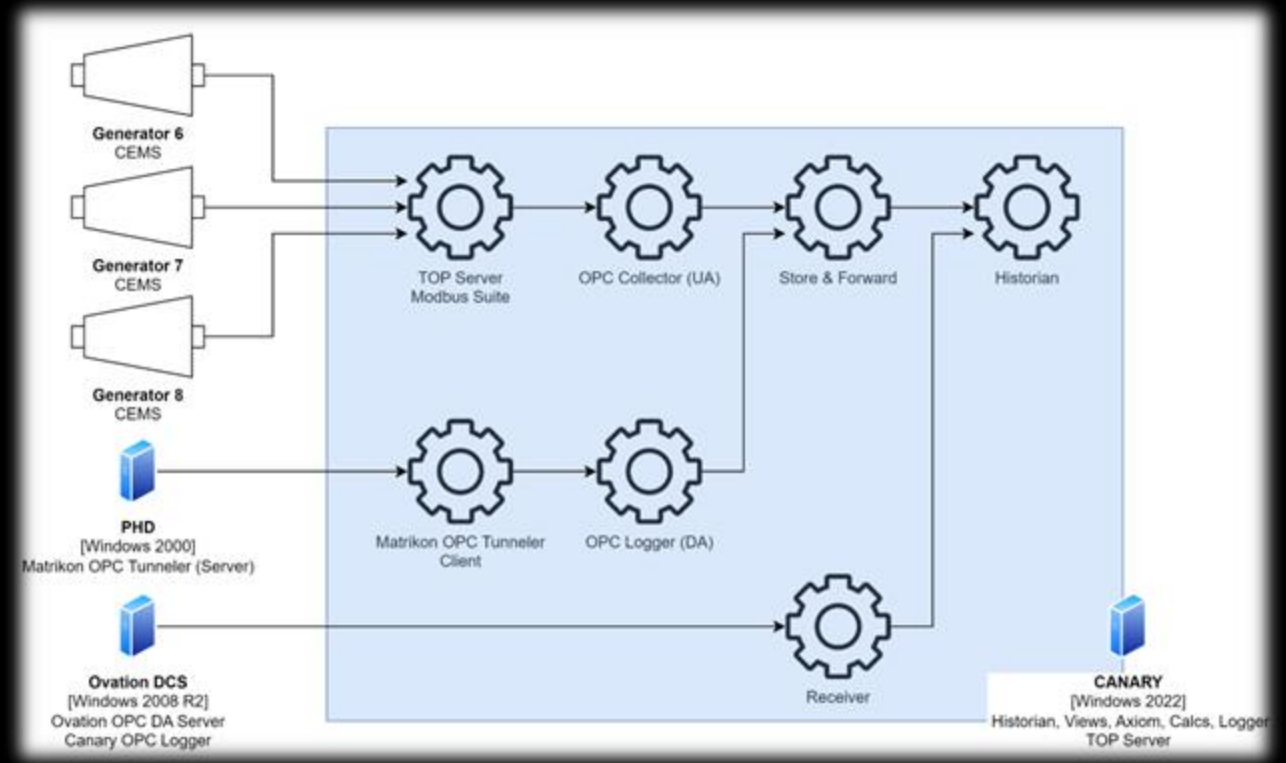 Generator 6
CEMS
Generator 7
CEMS
Generator 8
CEMS
TOP Server
Modbus Suite
OPC Collector (UA)
Store & Forward
Historian
PHD
[Windows 2000]
Matrikon OPC Tunneler (Server)
Matrikon OPC Tunneler
Client
OPC Logger (DA)
Ovation DCS
[Windows 2008 R2]
Ovation OPC DA Server
Canary OPC Logger
Receiver
CANARY
[Windows 2022]
Historian, Views, Axiom, Calcs, Logger
TOP Server